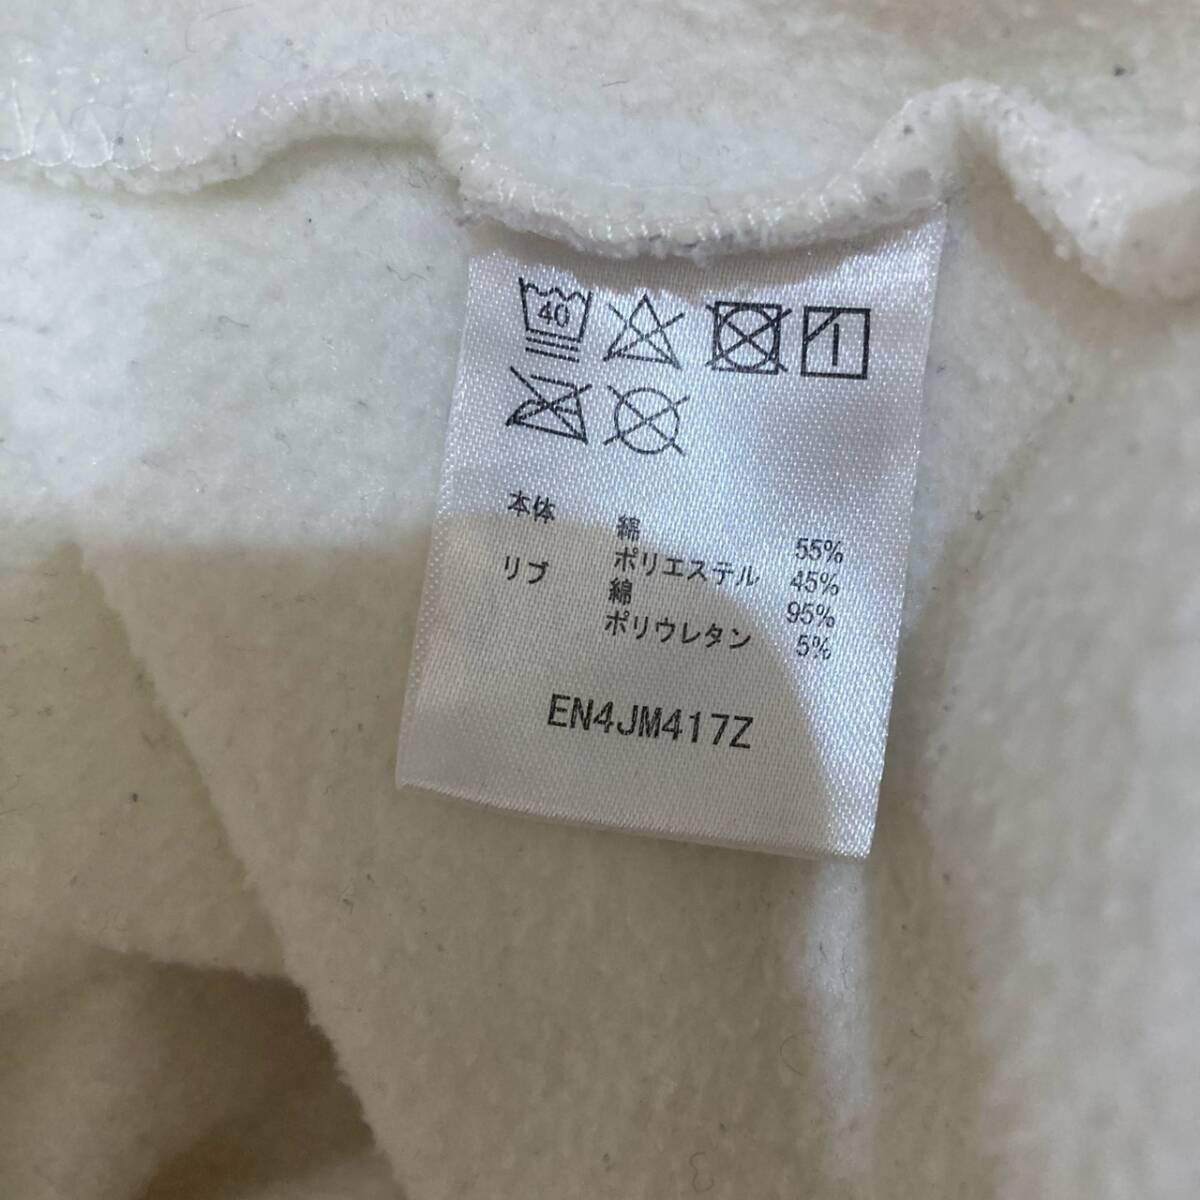 40
本体 綿 55%
ポリエステル 45%
リブ 綿 95%
ポリウレタン 5%
EN4JM417Z